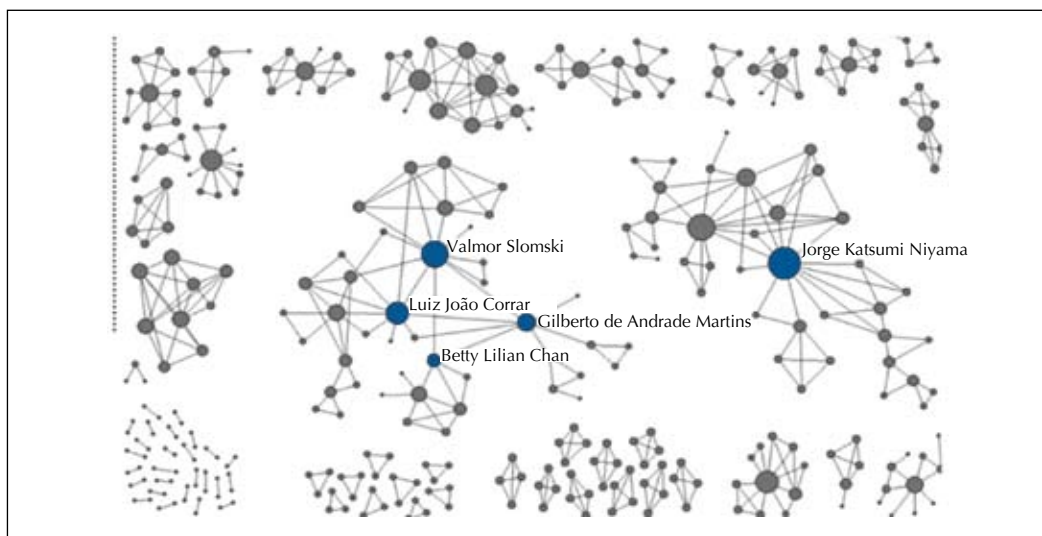 Valmor Slomski
Jorge Katsumi Niyama
Luiz João Corrar
Gilberto de Andrade Martins
Betty Lilian Chan